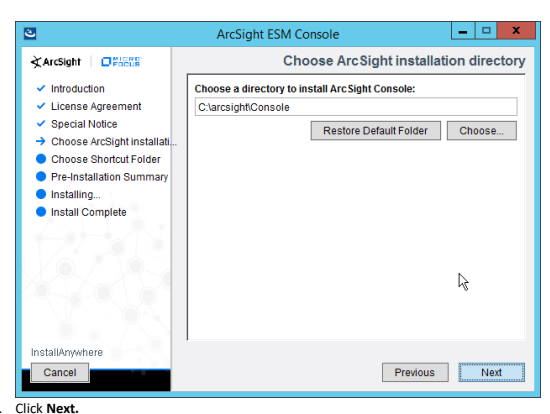 ArcSight ESM Console
ArcSight MICRO FOCUS
Choose ArcSight installation directory
Introduction
License Agreement
Special Notice
Choose ArcSight installati...
Choose Shortcut Folder
Pre-Installation Summary
Installing...
Install Complete
Choose a directory to install ArcSight Console:
C:\arcsight\Console
Restore Default Folder
Choose...
InstallAnywhere
Cancel
Previous
Next
. Click Next.